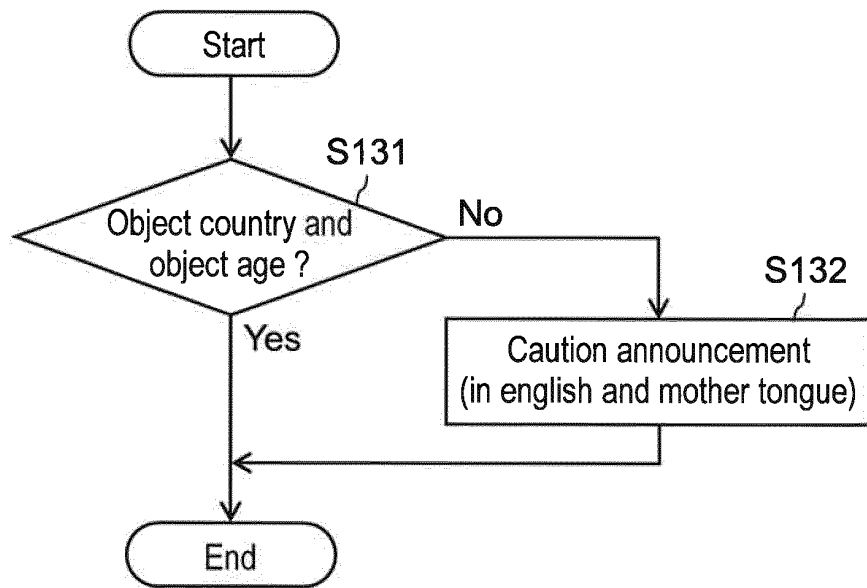 Start
S131
Object country and
object age ?
No
Yes
S132
Caution announcement
(in english and mother tongue)
End